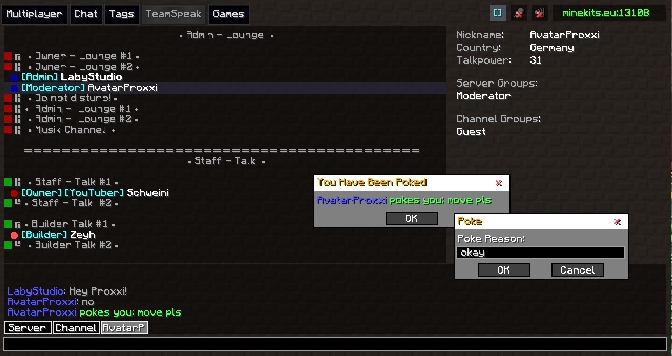 Multiplayer Chat Tags TeamSpeak Games
minekits.eu:13108
• Admin - Lounge •
• Owner - Lounge #1 •
• Owner - Lounge #2 •
[Admin] LabyStudio
[Moderator] AvatarProxxi
• Do not disturb! •
• Admin - Lounge #1 •
• Admin - Lounge #2 •
• Musik Channel •
============================================
• Staff - Talk •
• Staff - Talk #1 •
[Owner] [YouTuber] Schweini
• Staff - Talk #2 •
• Builder Talk #1 •
[Builder] Zeyih
• Builder Talk #2 •
Nickname: AvatarProxxi
Country: Germany
Talkpower: 31
Server Groups:
Moderator
Channel Groups:
Guest
You Have Been Poked x
AvatarProxxi pokes you: move pls
OK
Poke x
Poke Reason:
okay
OK Cancel
LabyStudio: Hey Proxxi!
AvatarProxxi: no
AvatarProxxi pokes you: move pls
Server Channel AvatarP